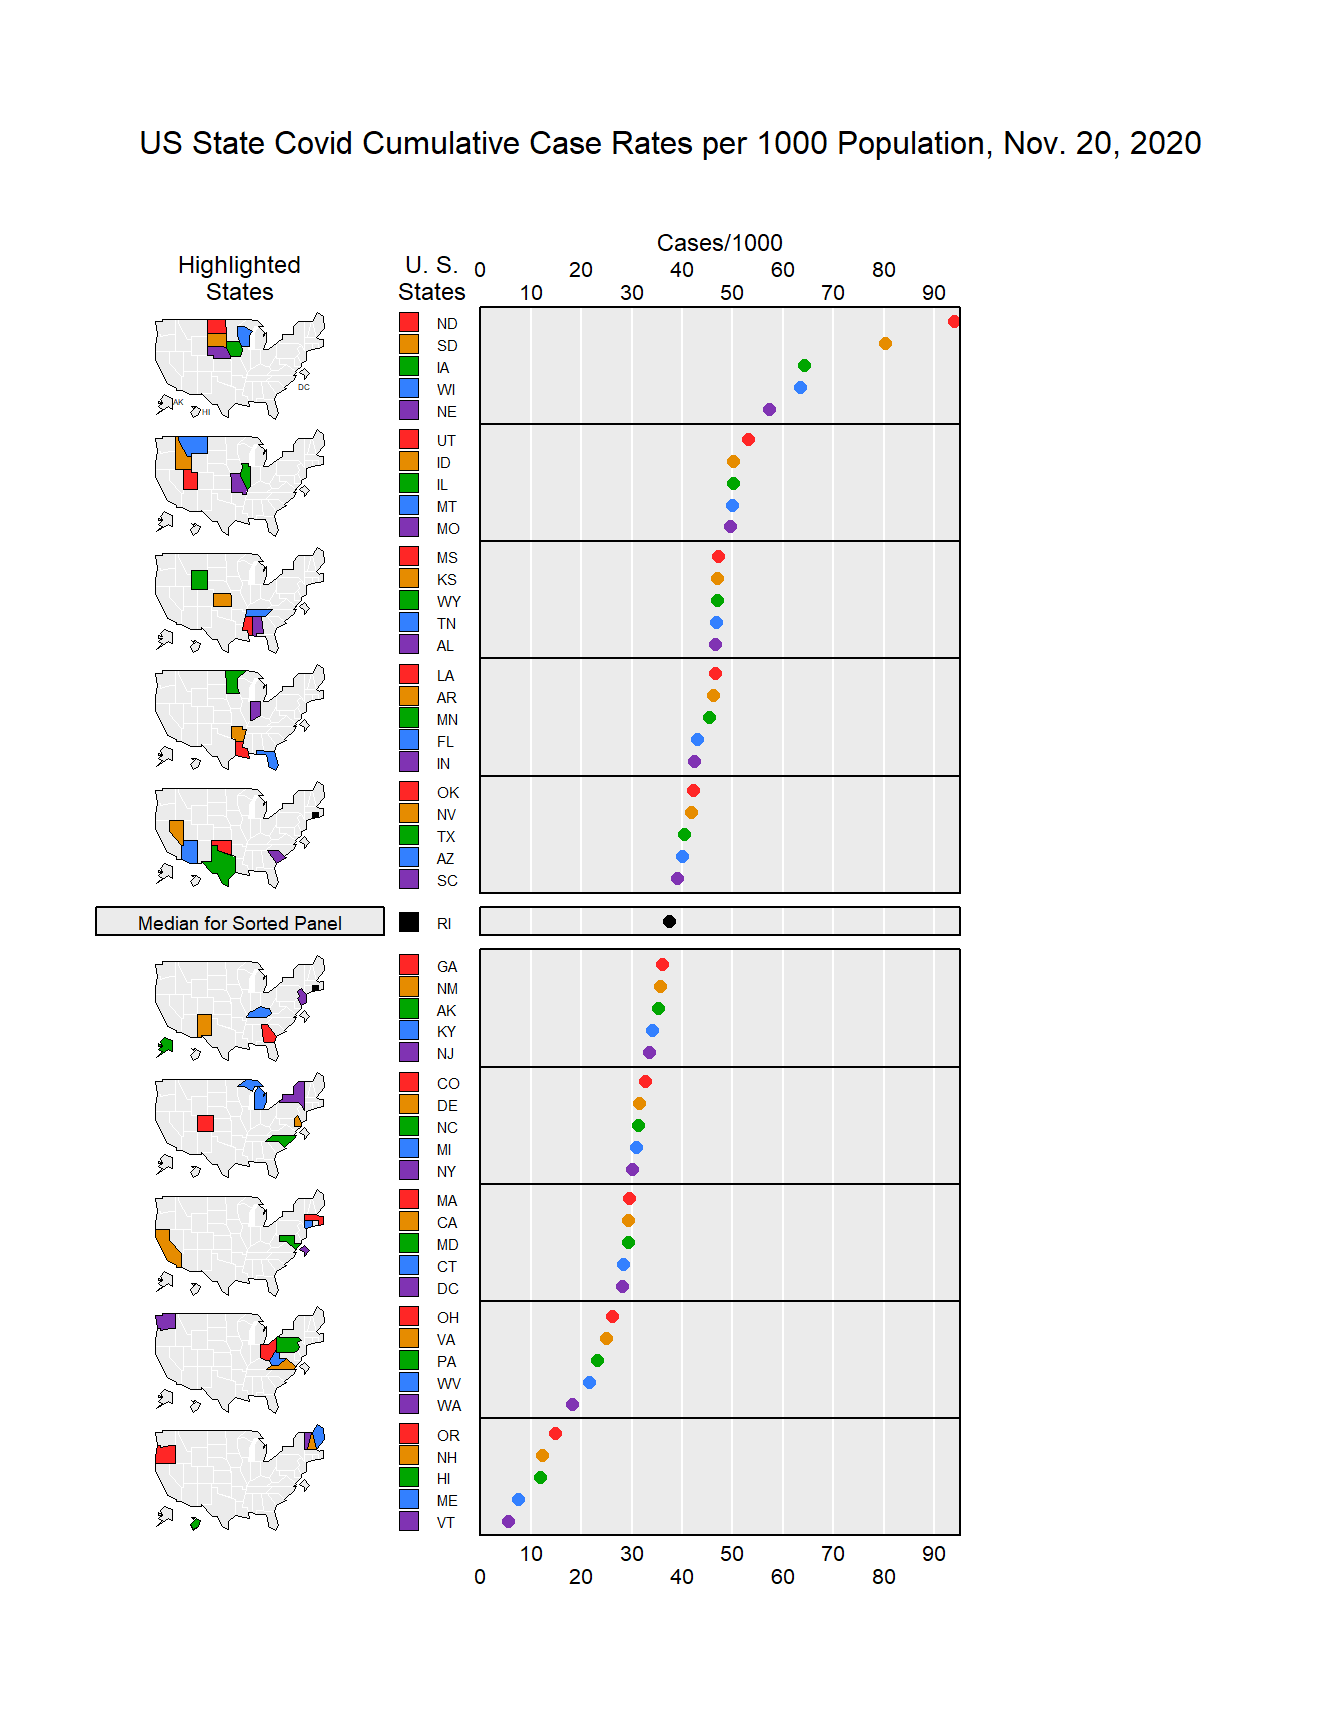 US State Covid Cumulative Case Rates per 1000 Population, Nov. 20, 2020
Highlighted
States
U. S.
States
Cases/1000
0 20 40 60 80
10 30 50 70 90
ND
SD
IA
WI
NE
DC
AK
HI
UT
ID
IL
MT
MO
MS
KS
WY
TN
AL
LA
AR
MN
FL
IN
OK
NV
TX
AZ
SC
Median for Sorted Panel
RI
GA
NM
AK
KY
NJ
CO
DE
NC
MI
NY
MA
CA
MD
CT
DC
OH
VA
PA
WV
WA
OR
NH
HI
ME
VT
10 30 50 70 90
0 20 40 60 80